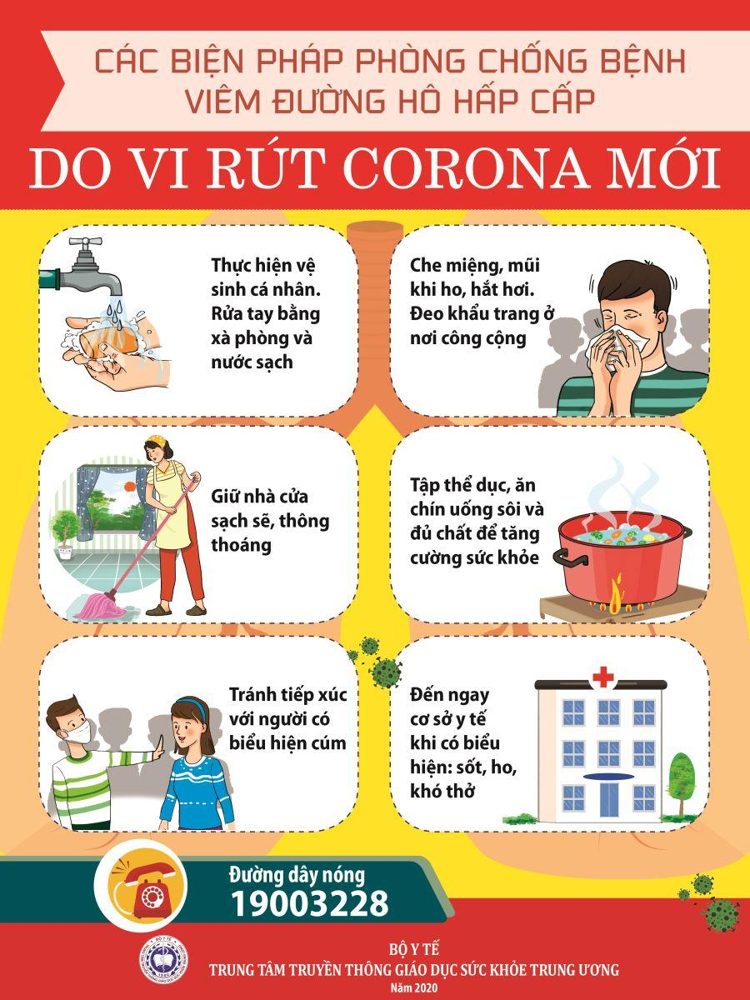 CÁC BIỆN PHÁP PHÒNG CHỐNG BỆNH
VIÊM ĐƯỜNG HÔ HẤP CẤP
DO VI RÚT CORONA MỚI
Thực hiện vệ
sinh cá nhân.
Rửa tay bằng
xà phòng và
nước sạch
Che miệng, mũi
khi ho, hắt hơi.
Đeo khẩu trang ở
nơi công cộng
Giữ nhà cửa
sạch sẽ, thông
thoáng
Tập thể dục, ăn
chín uống sôi và
đủ chất để tăng
cường sức khỏe
Tránh tiếp xúc
với người có
biểu hiện cúm
Đến ngay
cơ sở y tế
khi có biểu
hiện: sốt, ho,
khó thở
Đường dây nóng
19003228
BỘ Y TẾ
BỘ Y TẾ
TRUNG TÂM TRUYỀN THÔNG GIÁO DỤC SỨC KHỎE TRUNG ƯƠNG
Năm 2020